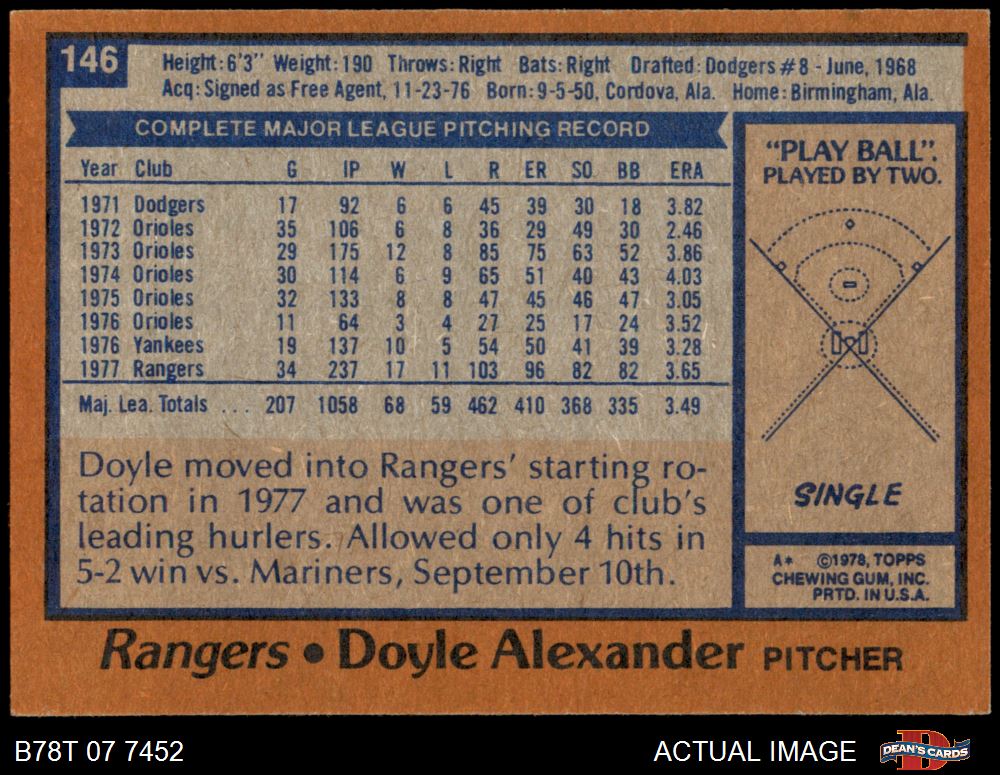 146
Height: 6'3" Weight: 190 Throws: Right Bats: Right Drafted: Dodgers #8 - June, 1968
Acq: Signed as Free Agent, 11-23-76 Born: 9-5-50, Cordova, Ala. Home: Birmingham, Ala.
COMPLETE MAJOR LEAGUE PITCHING RECORD
Year Club G IP W L R ER SO BB ERA
1971 Dodgers 17 92 6 6 45 39 30 18 3.82
1972 Orioles 35 106 6 8 36 29 49 30 2.46
1973 Orioles 29 175 12 8 85 75 63 52 3.86
1974 Orioles 30 114 6 9 65 51 40 43 4.03
1975 Orioles 32 133 8 8 47 45 46 47 3.05
1976 Orioles 11 64 3 4 27 25 17 24 3.52
1976 Yankees 19 137 10 5 54 50 41 39 3.28
1977 Rangers 34 237 17 11 103 96 82 82 3.65
Maj. Lea. Totals ... 207 1058 68 59 462 410 368 335 3.49
Doyle moved into Rangers' starting ro-
tation in 1977 and was one of club's
leading hurlers. Allowed only 4 hits in
5-2 win vs. Mariners, September 10th.
"PLAY BALL".
PLAYED BY TWO.
SINGLE
A* ©1978, TOPPS
CHEWING GUM, INC.
PRTD. IN U.S.A.
Rangers • Doyle Alexander PITCHER
B78T 07 7452
ACTUAL IMAGE
D
DEAN'S CARDS